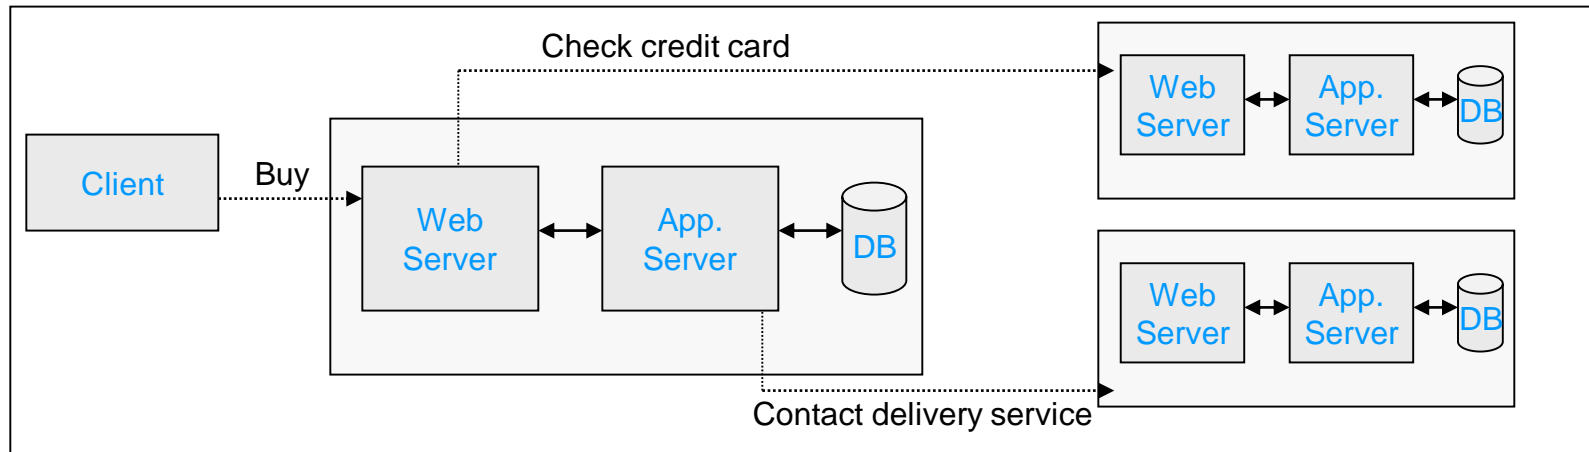 Check credit card
Web
Server
App.
Server
DB
Client
Buy
Web
Server
App.
Server
DB
Web
Server
App.
Server
DB
Contact delivery service